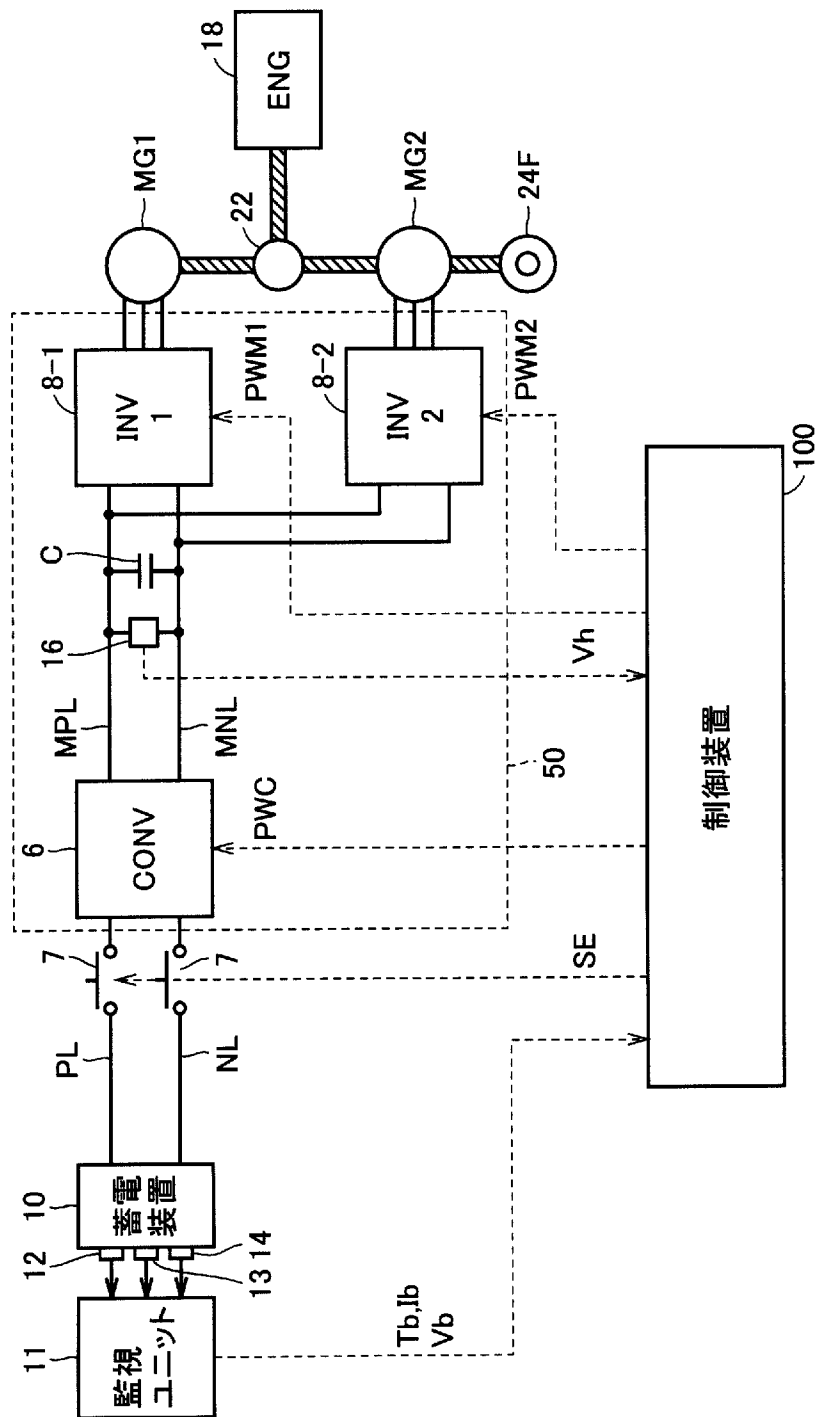 監視
ユニット
11
12
13
14
10
蓄電
装置
PL
NL
7
7
SE
Tb,Ib
Vb
6
CONV
PWC
MPL
MNL
50
16
C
Vh
8-1
INV
1
PWM1
8-2
INV
2
PWM2
MG1
22
MG2
24F
18
ENG
制御装置
100